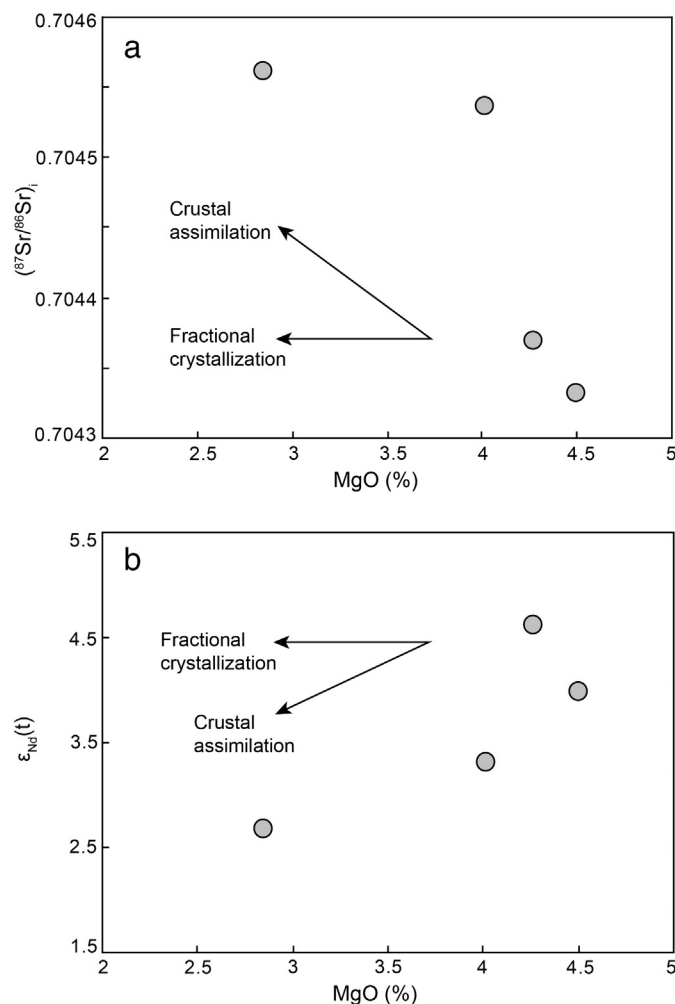 a
0.7046
0.7045
0.7044
0.7043
(⁸⁷Sr/⁸⁶Sr)ᵢ
Crustal
assimilation
Fractional
crystallization
2 2.5 3 3.5 4 4.5 5
MgO (%)
b
5.5
4.5
3.5
2.5
1.5
εNd(t)
Fractional
crystallization
Crustal
assimilation
2 2.5 3 3.5 4 4.5 5
MgO (%)